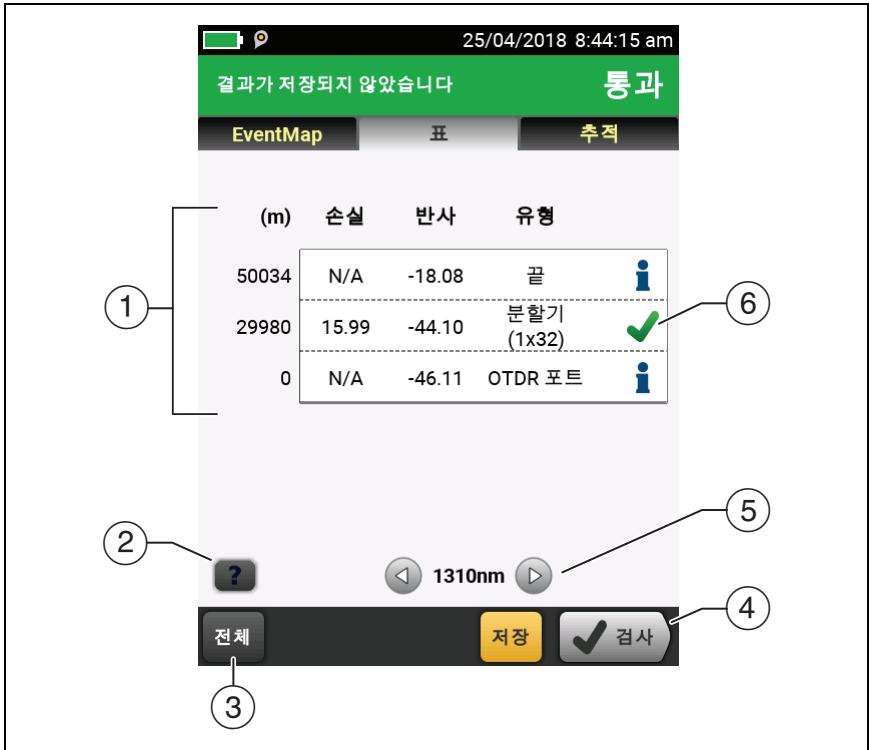 25/04/2018 8:44:15 am
결과가 저장되지 않았습니다 통과
EventMap 표 추적
(m) 손실 반사 유형
50034 N/A -18.08 끝
29980 15.99 -44.10 분할기
(1x32)
0 N/A -46.11 OTDR 포트
1
6
2
?
1310nm
5
전체 저장 검사
4
3